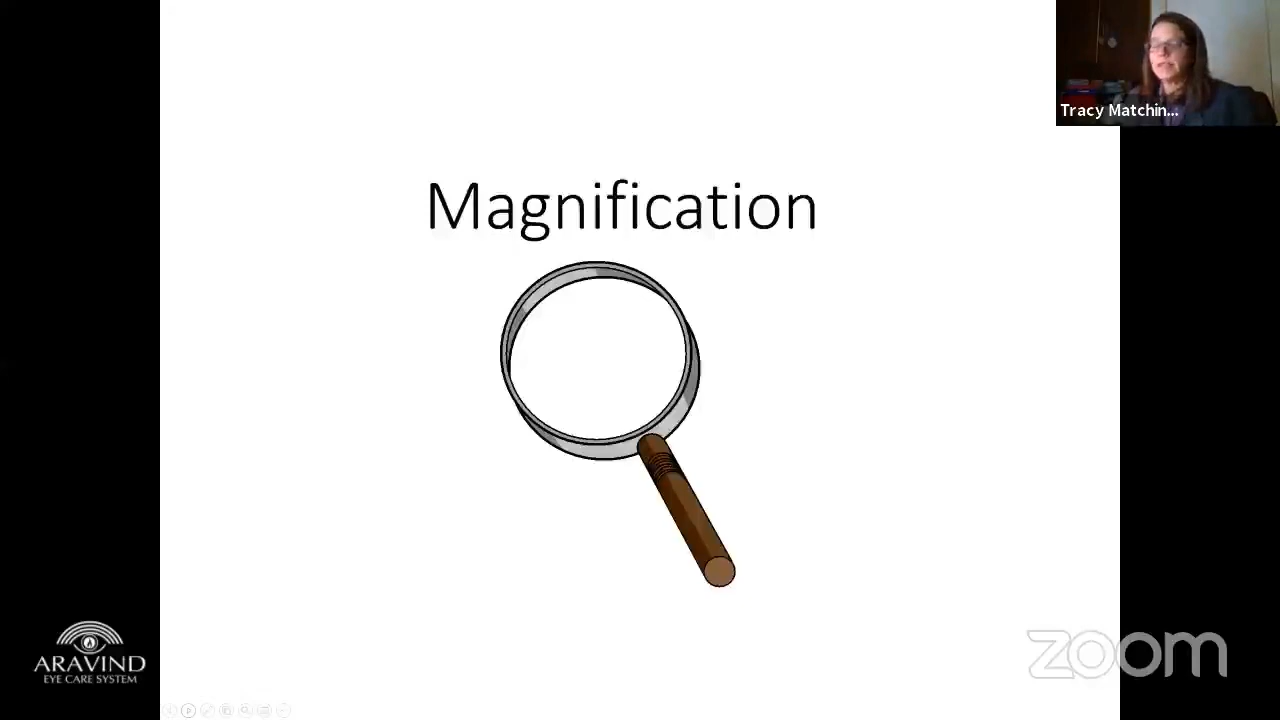 Tracy Matchin...
Magnification
ARAVIND
EYE CARE SYSTEM
zoom